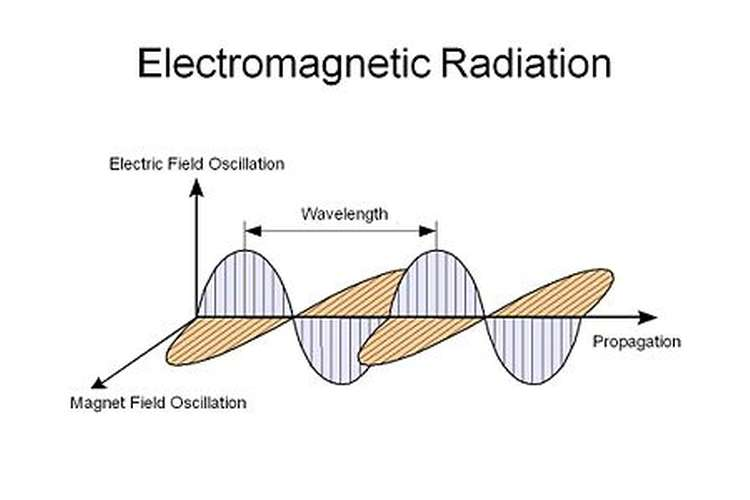 Electromagnetic Radiation
Electric Field Oscillation
Wavelength
Propagation
Magnet Field Oscillation